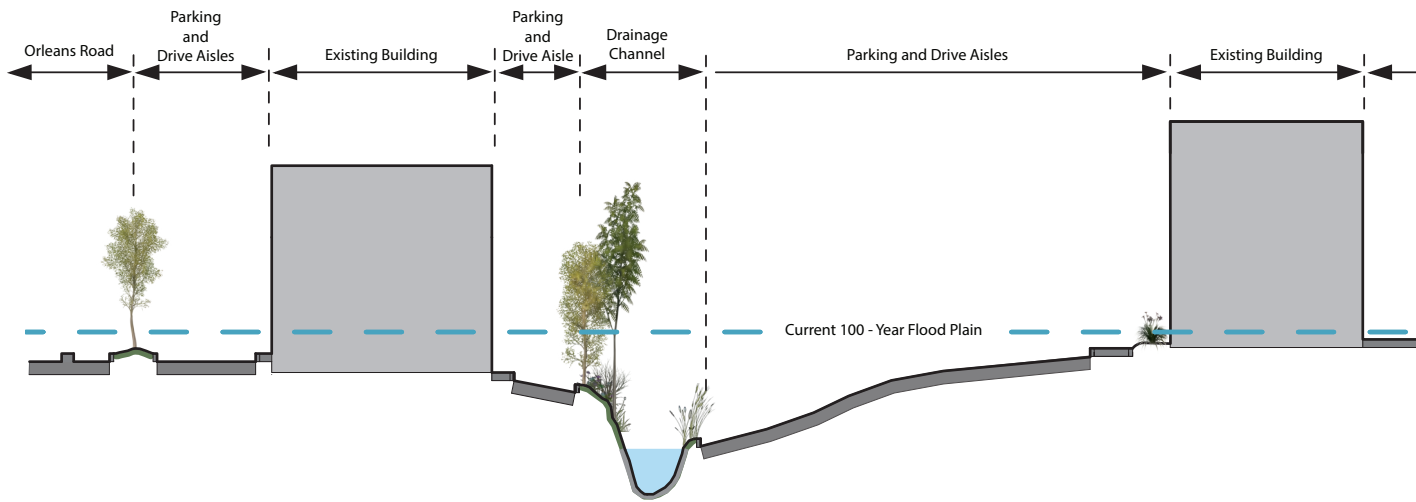 Orleans Road
Parking
and
Drive Aisles
Existing Building
Parking
and
Drive Aisle
Drainage
Channel
Parking and Drive Aisles
Existing Building
Current 100 - Year Flood Plain